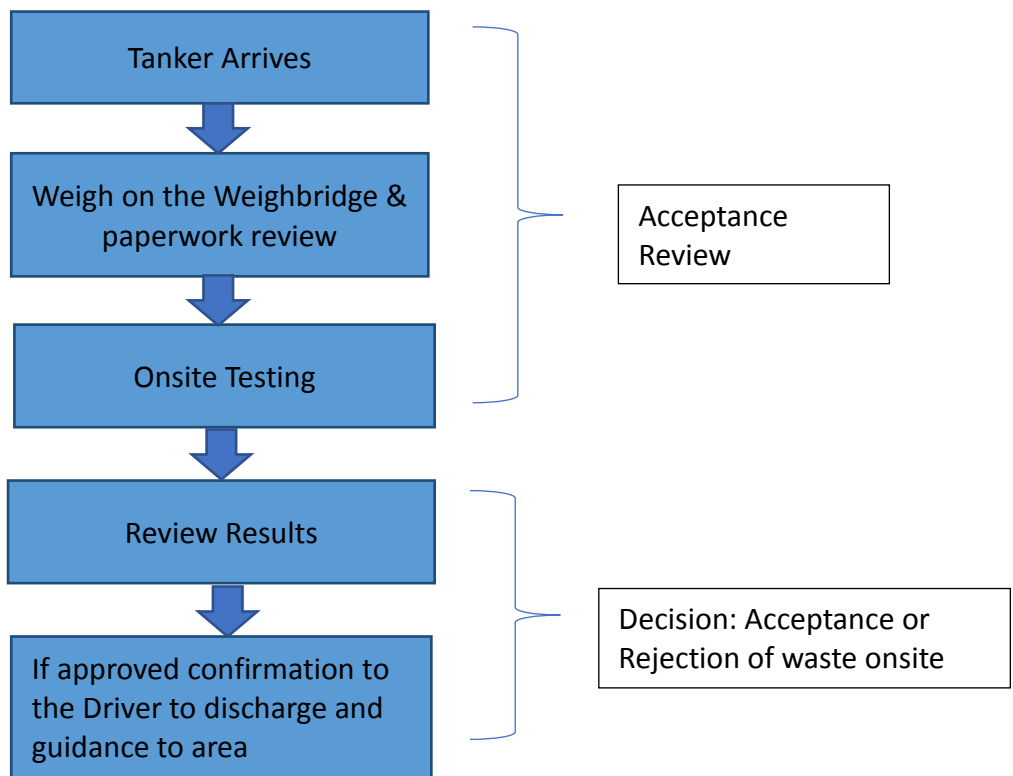 Tanker Arrives
Weigh on the Weighbridge &
paperwork review
Onsite Testing
Acceptance
Review
Review Results
If approved confirmation to
the Driver to discharge and
guidance to area
Decision: Acceptance or
Rejection of waste onsite